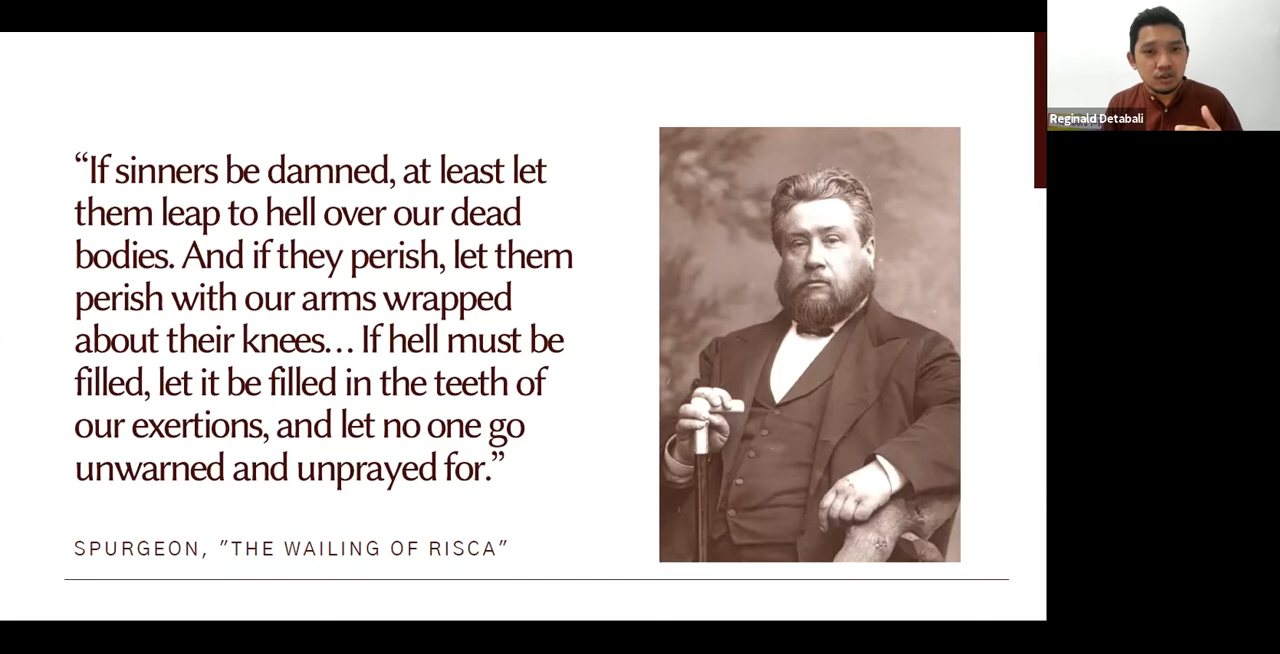 “If sinners be damned, at least let
them leap to hell over our dead
bodies. And if they perish, let them
perish with our arms wrapped
about their knees… If hell must be
filled, let it be filled in the teeth of
our exertions, and let no one go
unwarned and unprayed for.”
SPURGEON, ”THE WAILING OF RISCA”
Reginald Detabali